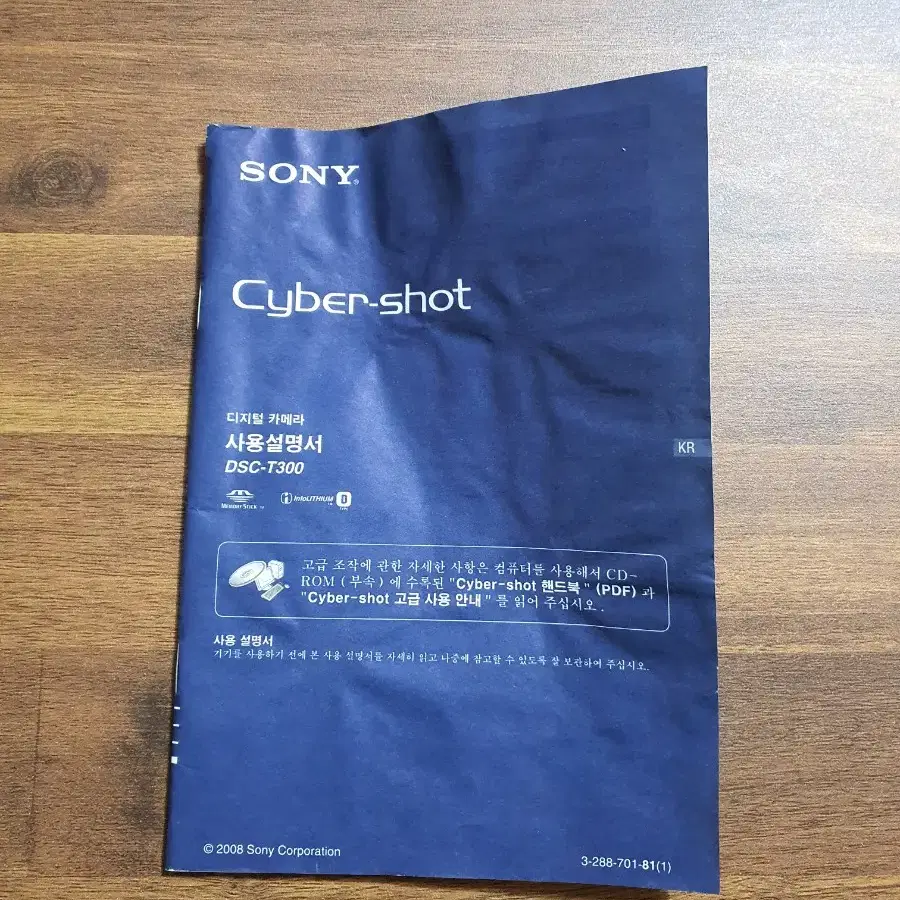 SONY®
Cyber-shot
디지털 카메라
사용설명서
DSC-T300
KR
MEMORY STICK TM
InfoLITHIUM TM D TYPE
고급 조작에 관한 자세한 사항은 컴퓨터를 사용해서 CD-
ROM (부속) 에 수록된 "Cyber-shot 핸드북" (PDF) 과
"Cyber-shot 고급 사용 안내" 를 읽어 주십시오.
사용 설명서
기기를 사용하기 전에 본 사용 설명서를 자세히 읽고 나중에 참고할 수 있도록 잘 보관하여 주십시오.
© 2008 Sony Corporation
3-288-701-81(1)